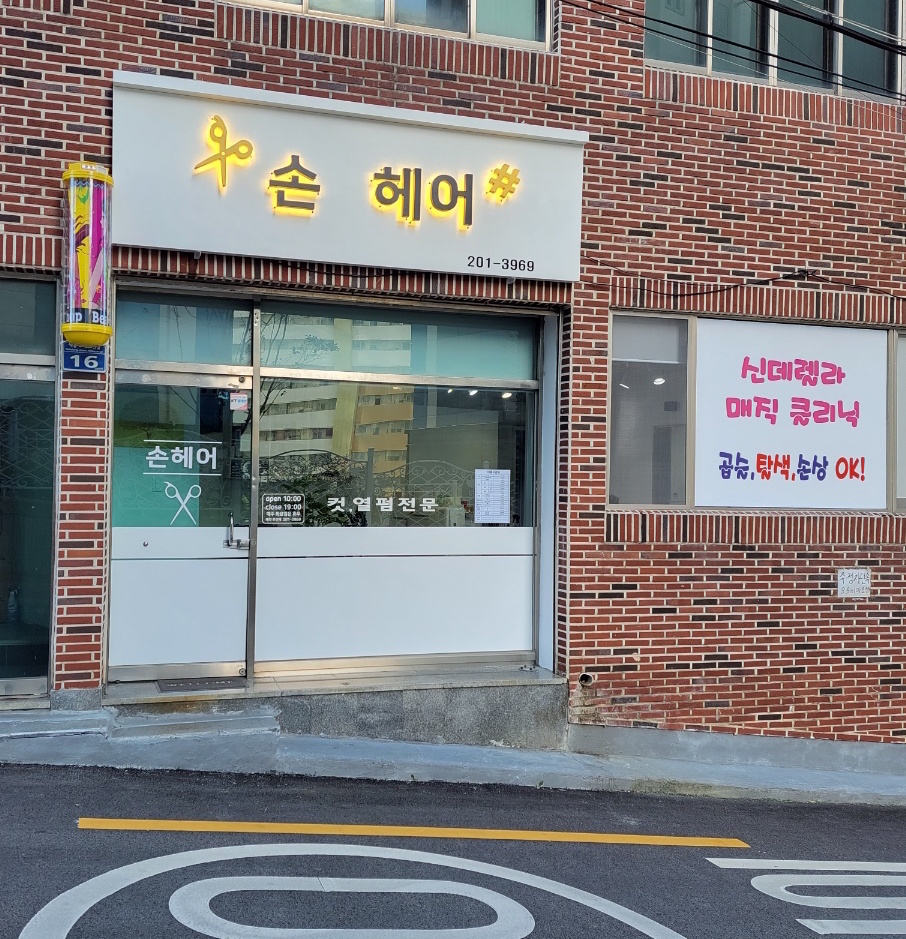 손 헤어#
201-3969
16
손헤어
open 10:00
close 19:00
컷.열펌전문
신데렐라
매직 클리닉
곱슬,탈색,손상 OK!